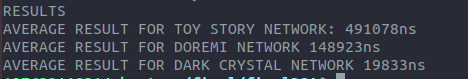 RESULTS
AVERAGE RESULT FOR TOY STORY NETWORK: 491078ns
AVERAGE RESULT FOR DOREMI NETWORK 148923ns
AVERAGE RESULT FOR DARK CRYSTAL NETWORK 19833ns